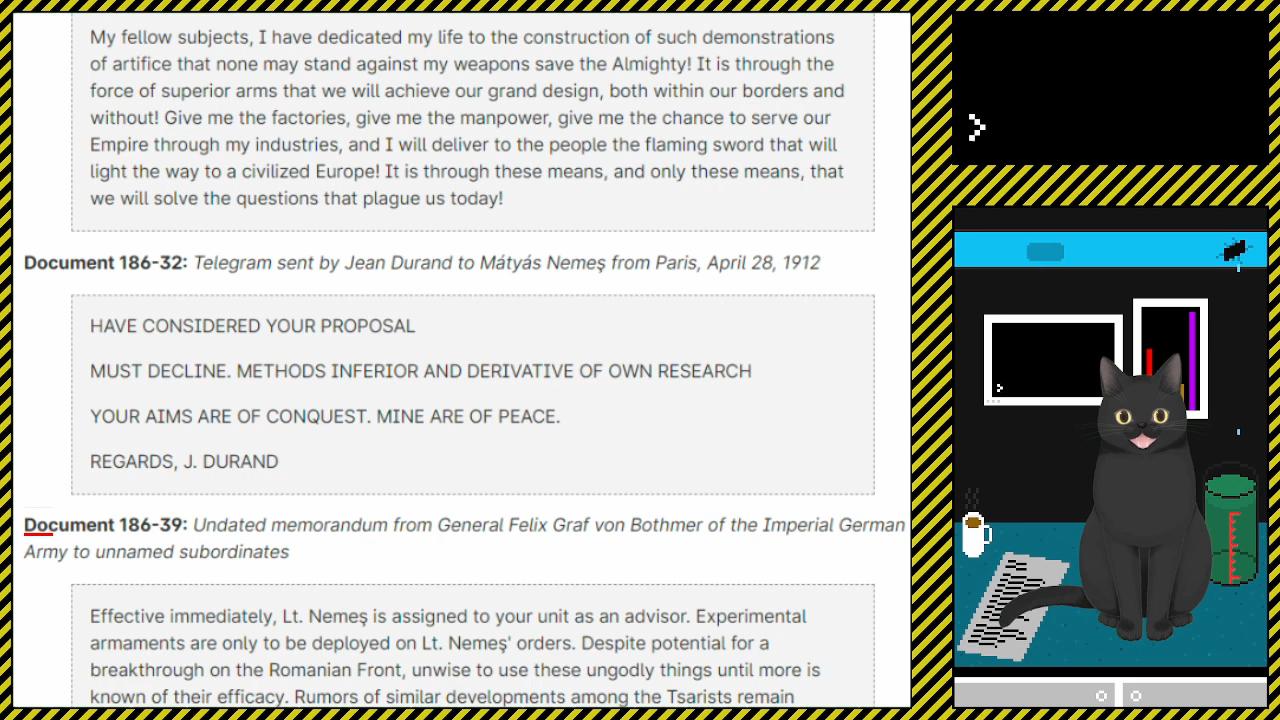 My fellow subjects, I have dedicated my life to the construction of such demonstrations
of artifice that none may stand against my weapons save the Almighty! It is through the
force of superior arms that we will achieve our grand design, both within our borders and
without! Give me the factories, give me the manpower, give me the chance to serve our
Empire through my industries, and I will deliver to the people the flaming sword that will
light the way to a civilized Europe! It is through these means, and only these means, that
we will solve the questions that plague us today!
Document 186-32: Telegram sent by Jean Durand to Mátyás Nemeş from Paris, April 28, 1912
HAVE CONSIDERED YOUR PROPOSAL
MUST DECLINE. METHODS INFERIOR AND DERIVATIVE OF OWN RESEARCH
YOUR AIMS ARE OF CONQUEST. MINE ARE OF PEACE.
REGARDS, J. DURAND
Document 186-39: Undated memorandum from General Felix Graf von Bothmer of the Imperial German
Army to unnamed subordinates
Effective immediately, Lt. Nemeş is assigned to your unit as an advisor. Experimental
armaments are only to be deployed on Lt. Nemeş' orders. Despite potential for a
breakthrough on the Romanian Front, unwise to use these ungodly things until more is
known of their efficacy. Rumors of similar developments among the Tsarists remain